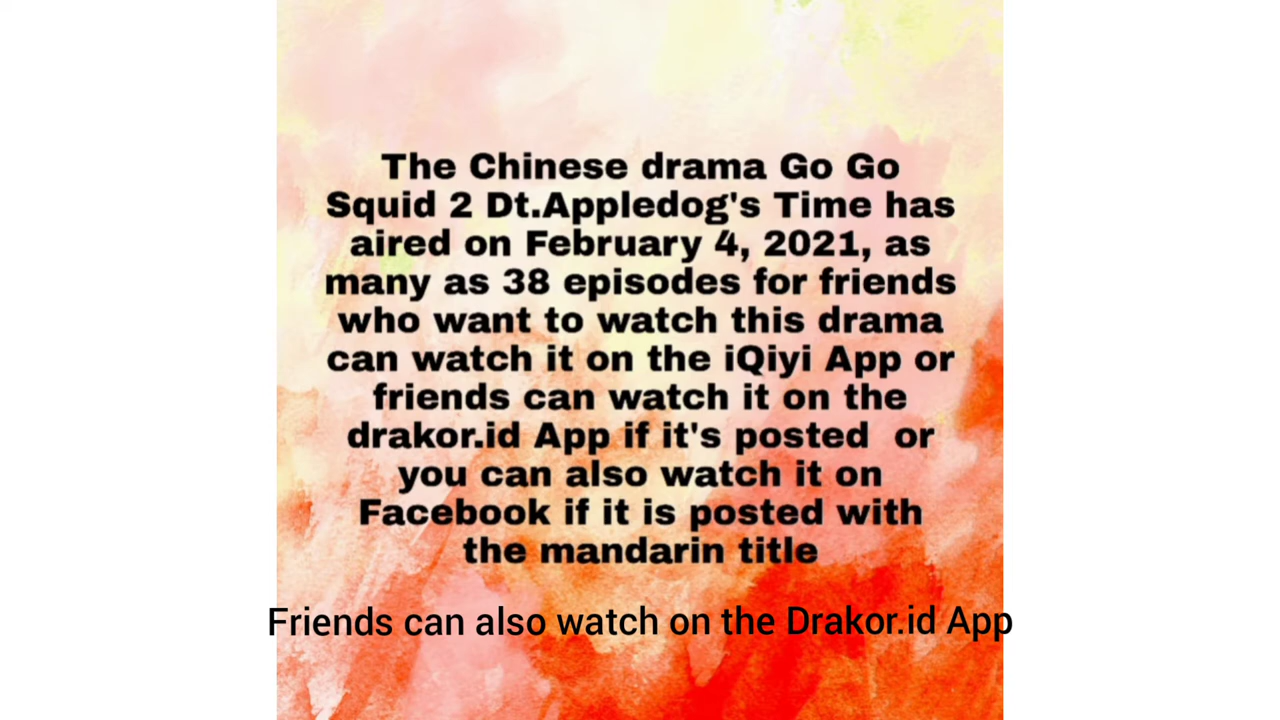 The Chinese drama Go Go
Squid 2 Dt.Appledog's Time has
aired on February 4, 2021, as
many as 38 episodes for friends
who want to watch this drama
can watch it on the iQiyi App or
friends can watch it on the
drakor.id App if it's posted  or
you can also watch it on
Facebook if it is posted with
the mandarin title
Friends can also watch on the Drakor.id App